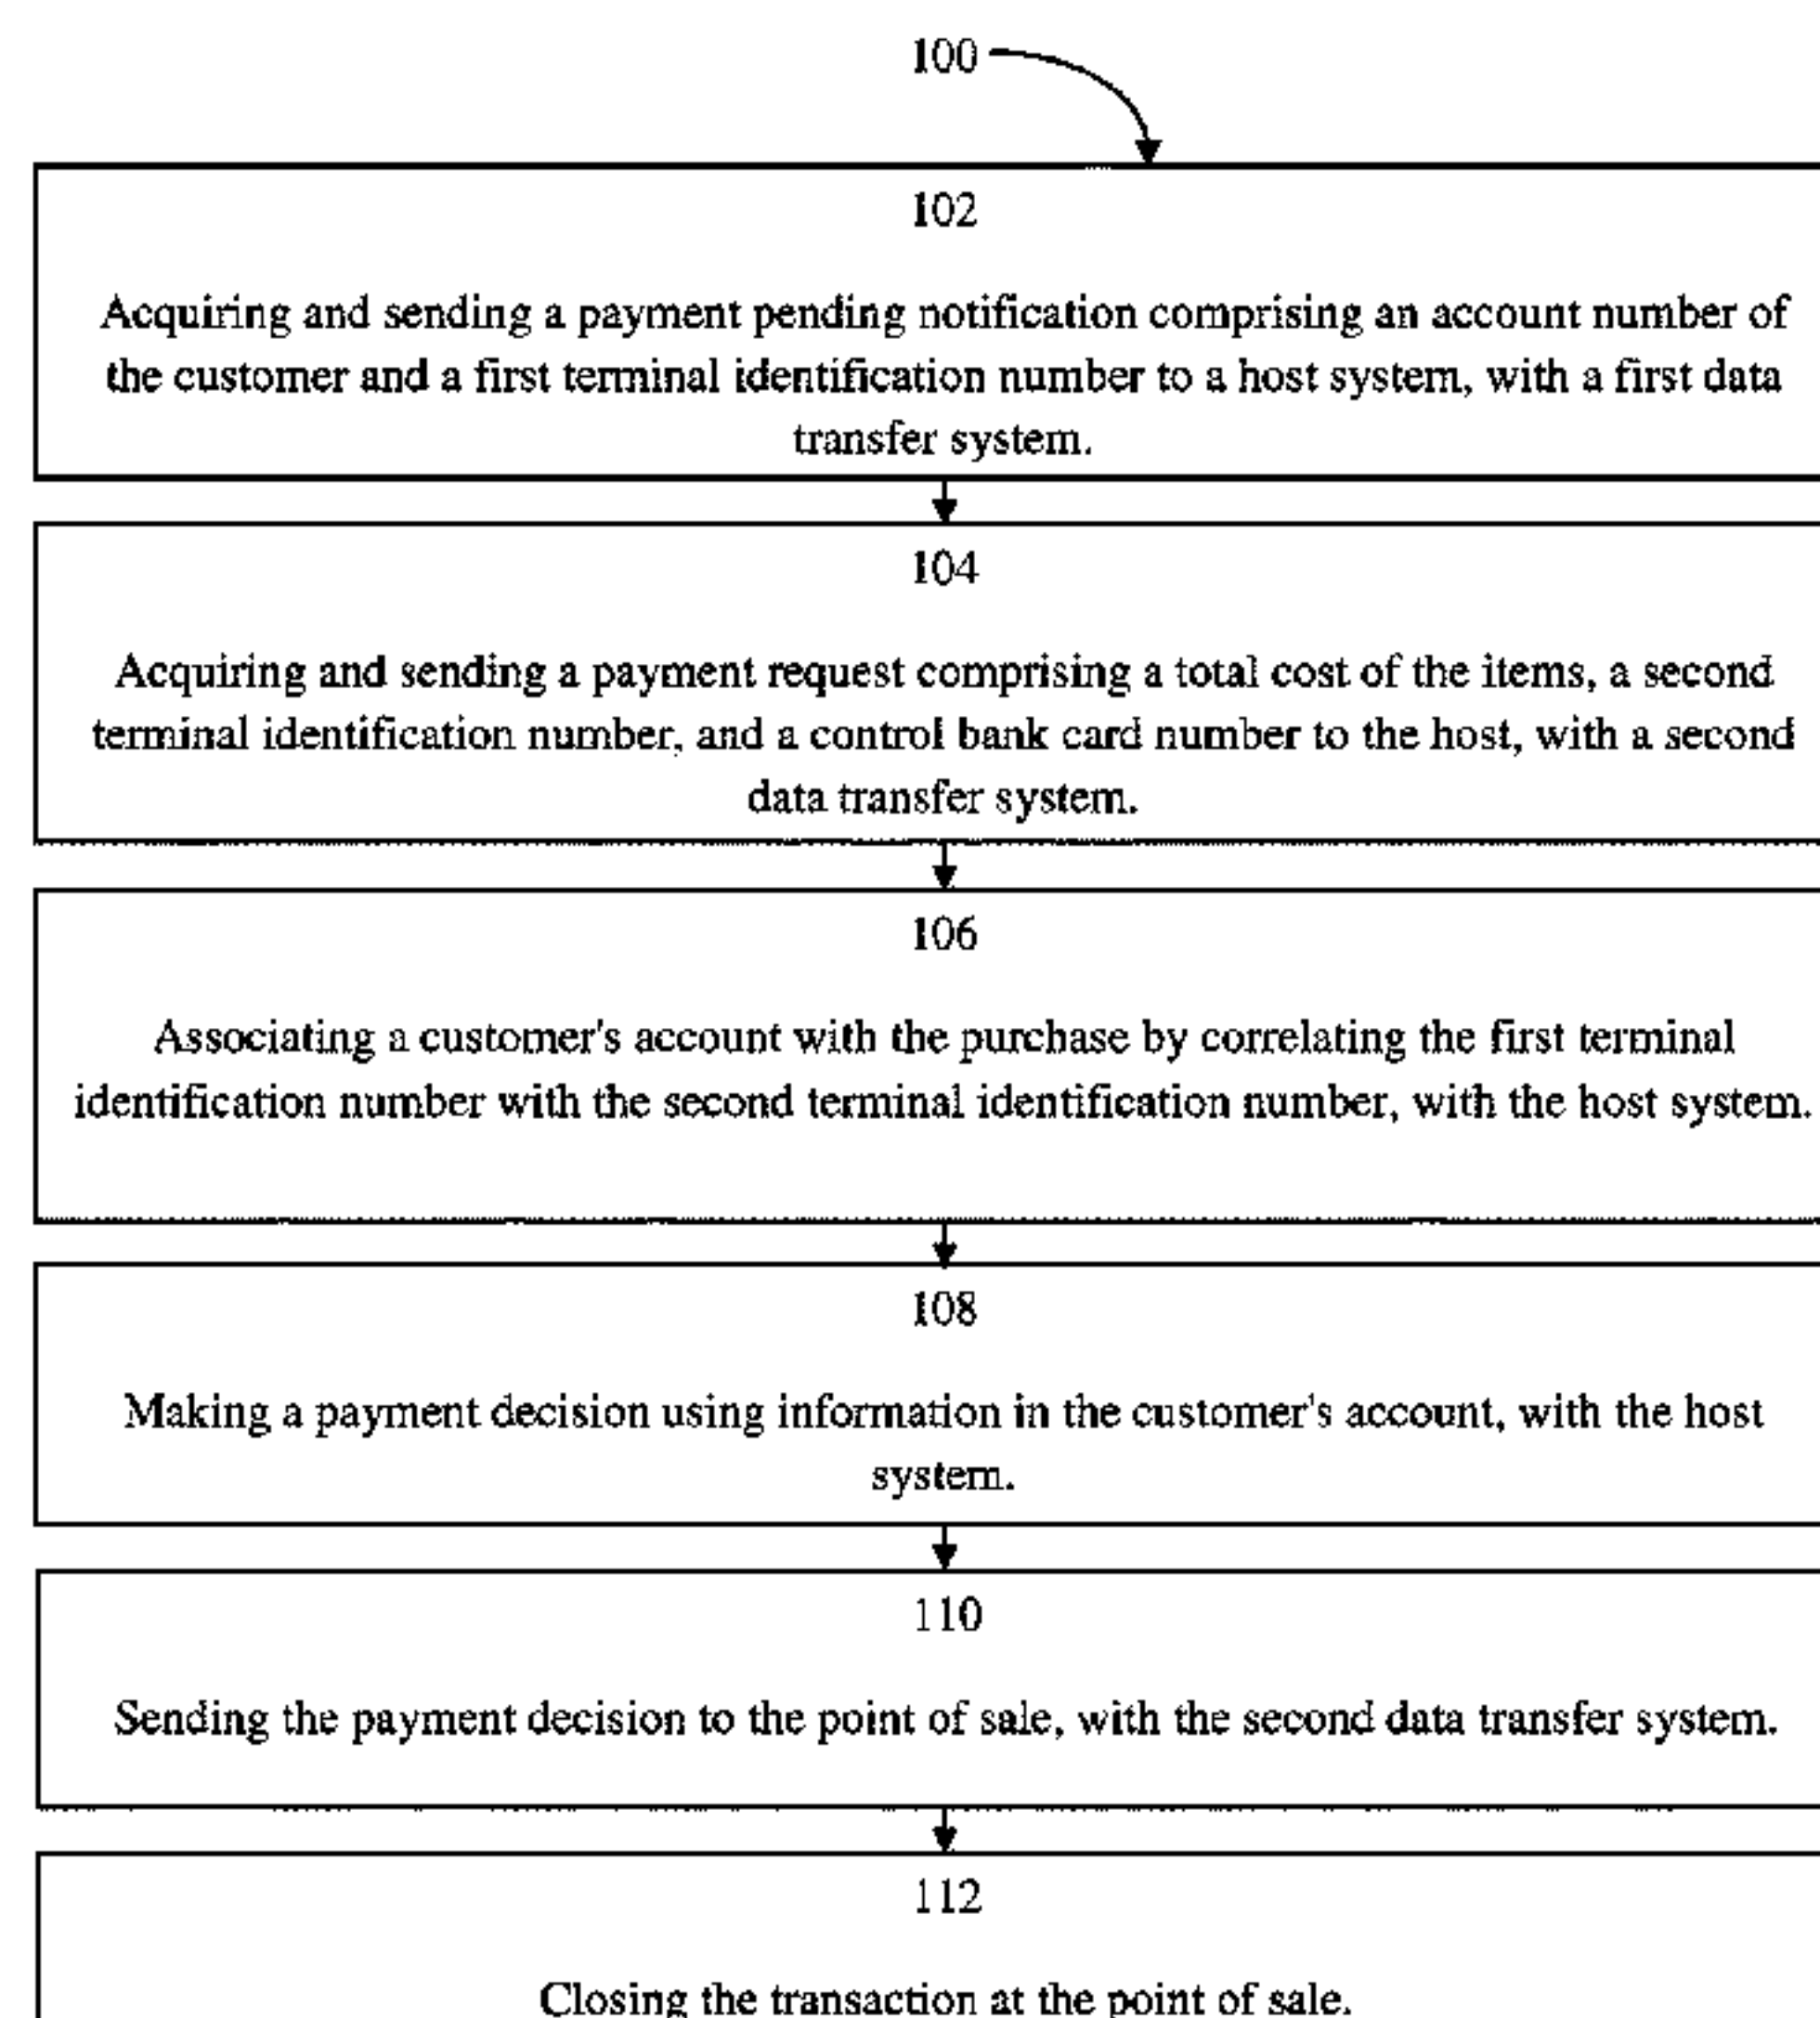 100
102
Acquiring and sending a payment pending notification comprising an account number of
the customer and a first terminal identification number to a host system, with a first data
transfer system.
104
Acquiring and sending a payment request comprising a total cost of the items, a second
terminal identification number, and a control bank card number to the host, with a second
data transfer system.
106
Associating a customer's account with the purchase by correlating the first terminal
identification number with the second terminal identification number, with the host system.
108
Making a payment decision using information in the customer's account, with the host
system.
110
Sending the payment decision to the point of sale, with the second data transfer system.
112
Closing the transaction at the point of sale.